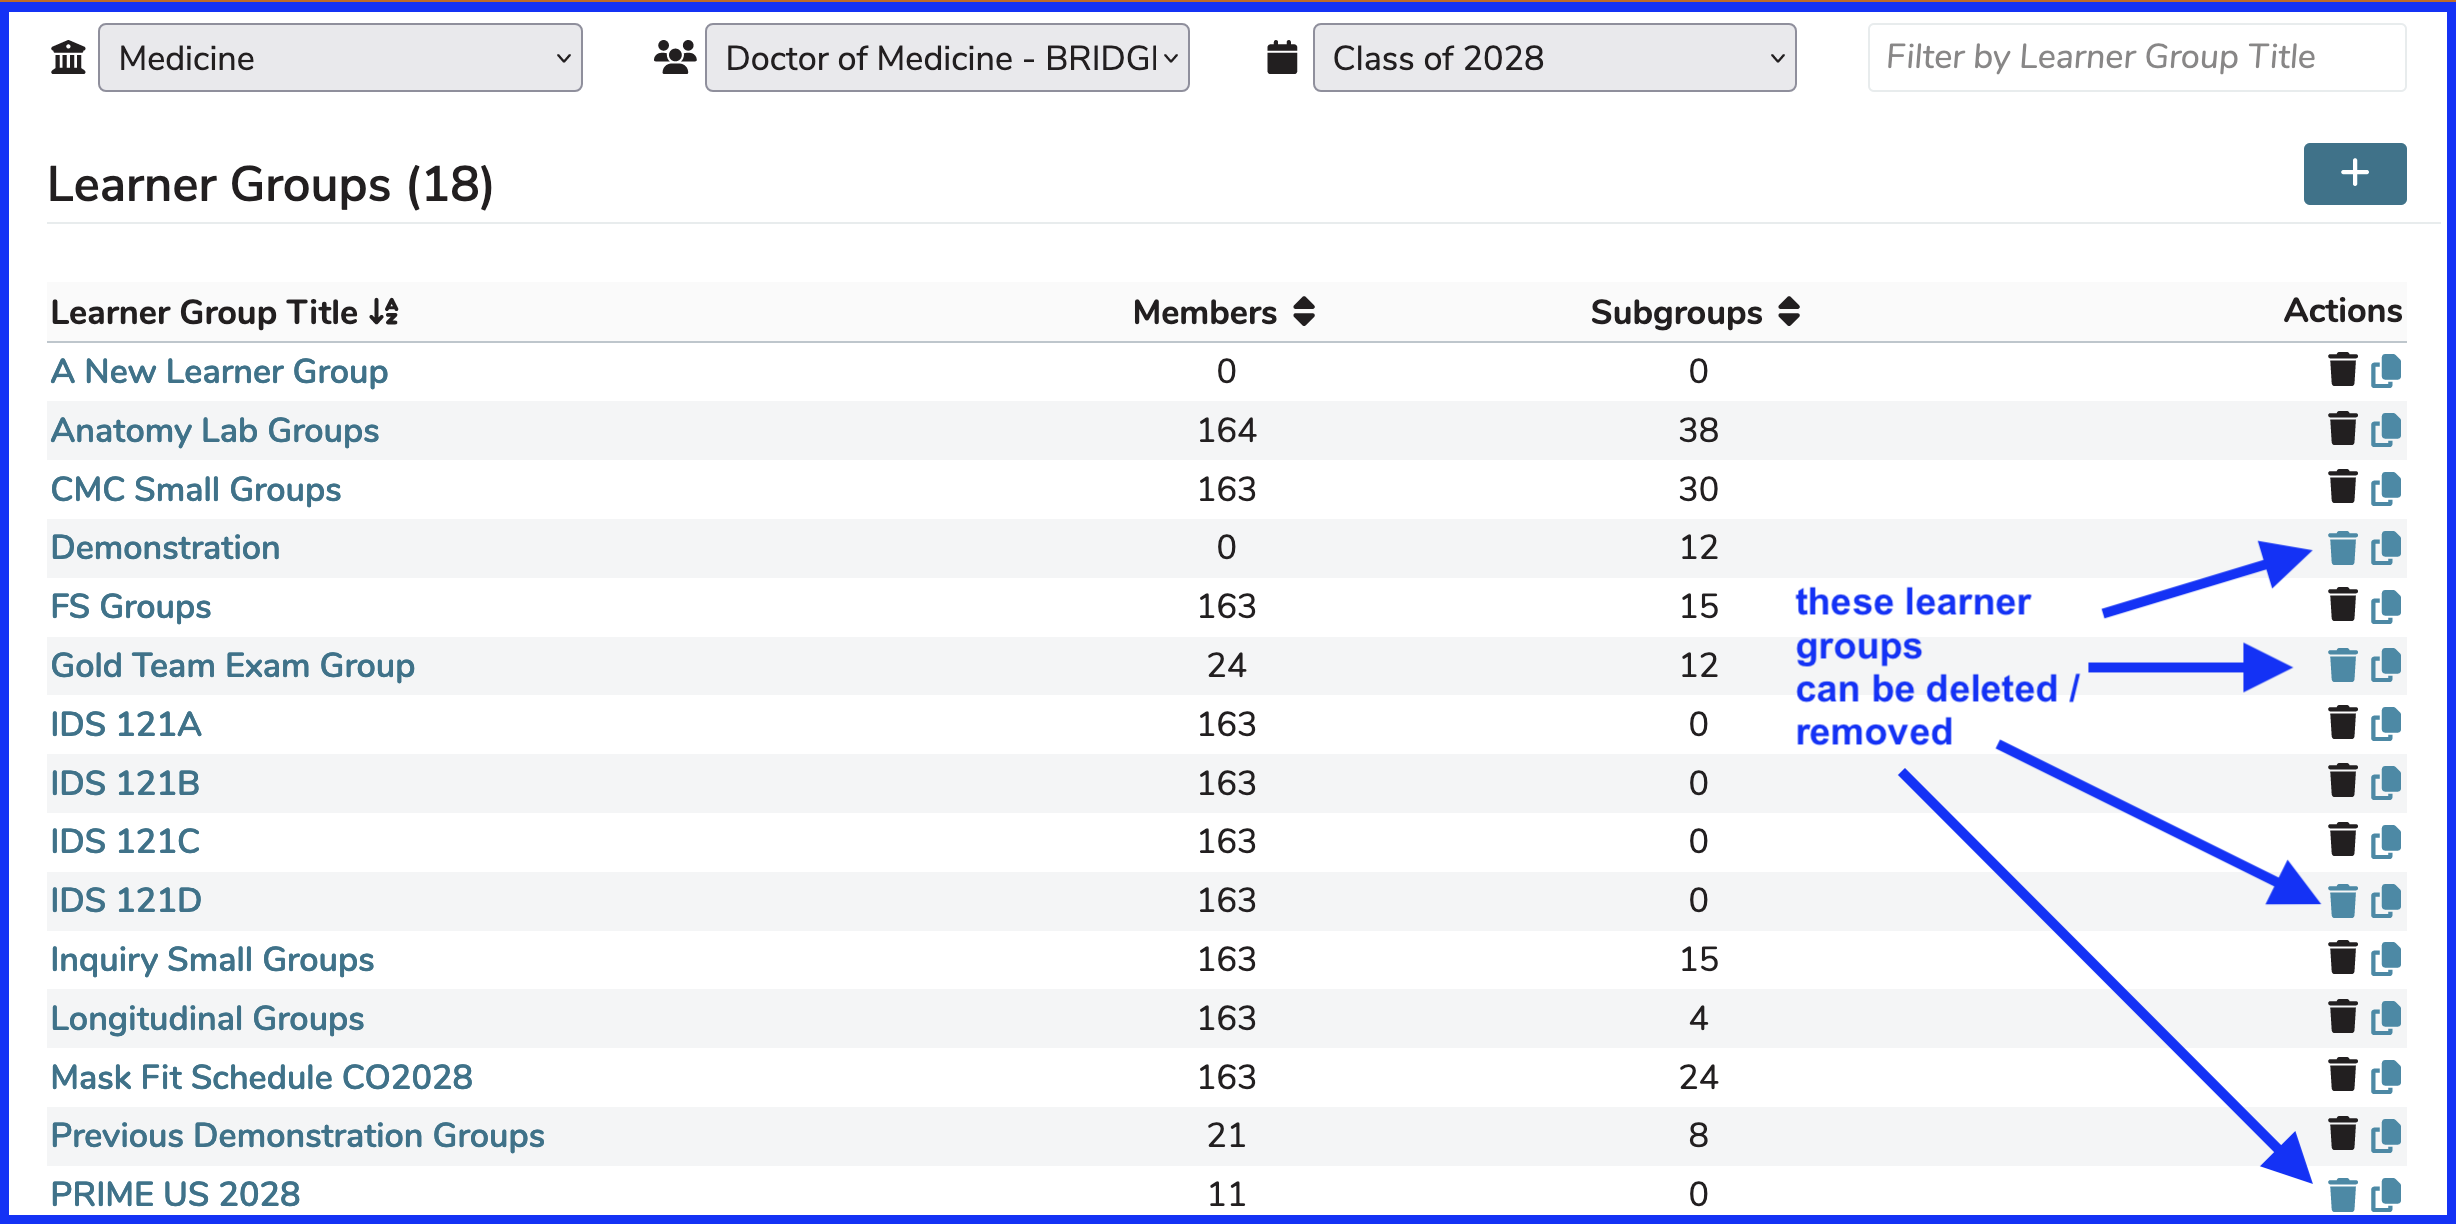 Medicine
Doctor of Medicine - BRIDG
Class of 2028
Filter by Learner Group Title
Learner Groups (18)
+
Learner Group Title Members Subgroups Actions
A New Learner Group 0 0
Anatomy Lab Groups 164 38
CMC Small Groups 163 30
Demonstration 0 12
FS Groups 163 15
Gold Team Exam Group 24 12
IDS 121A 163 0
IDS 121B 163 0
IDS 121C 163 0
IDS 121D 163 0
Inquiry Small Groups 163 15
Longitudinal Groups 163 4
Mask Fit Schedule CO2028 163 24
Previous Demonstration Groups 21 8
PRIME US 2028 11 0
these learner
groups
can be deleted /
removed